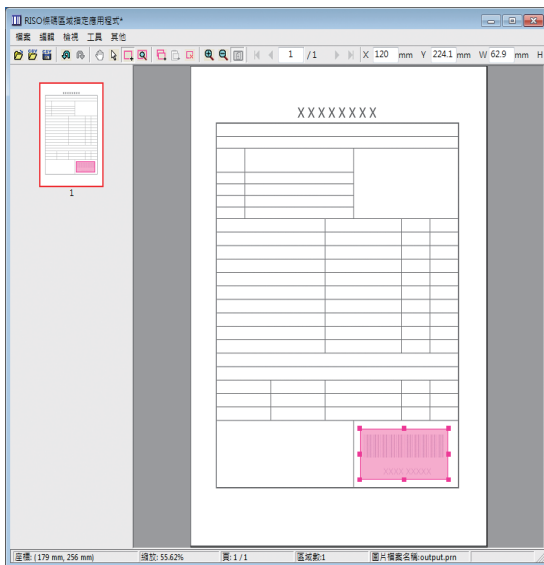 RISO條碼區域指定應用程式*
檔案 編輯 檢視 工具 其他
1 /1 X 120 mm Y 224.1 mm W 62.9 mm H
XXXXXXXX
XXXX XXXXX
1
座標: (179 mm, 256 mm) 縮放: 55.62% 頁: 1 / 1 區域數:1 圖片檔案名稱:output.prn